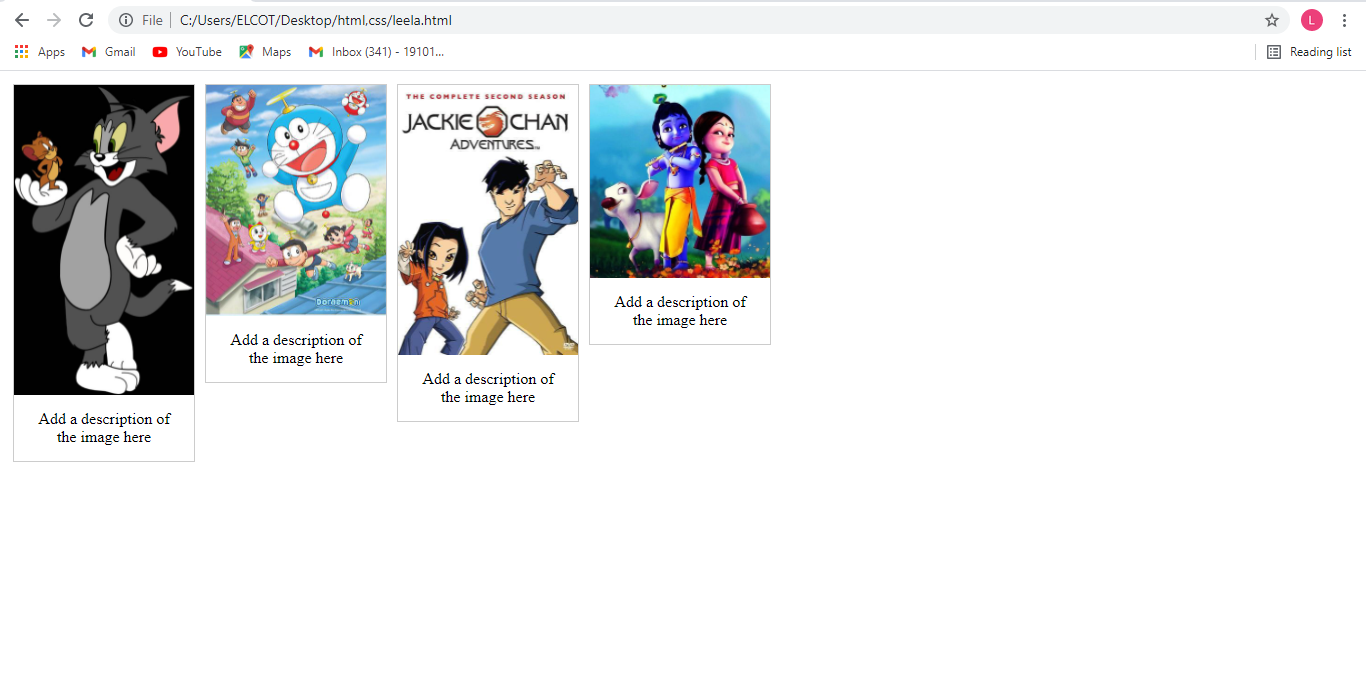 File C:/Users/ELCOT/Desktop/html,css/leela.html
L
Apps Gmail YouTube Maps Inbox (341) - 19101... Reading list
THE COMPLETE SECOND SEASON
JACKIE CHAN
ADVENTURES
Doraemon
Add a description of
the image here
Add a description of
the image here
Add a description of
the image here
Add a description of
the image here